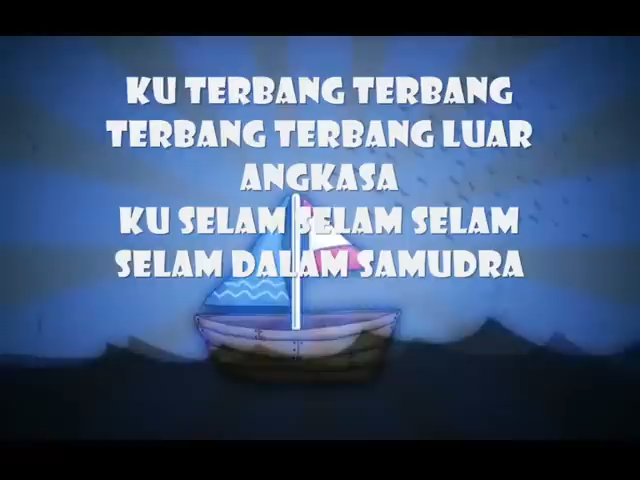 KU TERBANG TERBANG
TERBANG TERBANG LUAR
ANGKASA
KU SELAM SELAM SELAM
SELAM DALAM SAMUDRA